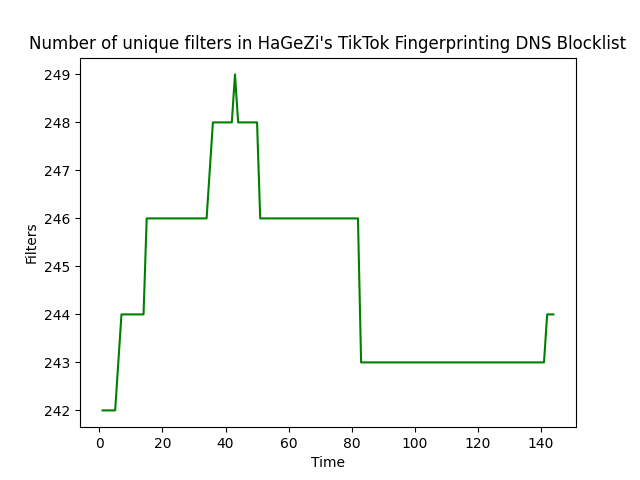 Number of unique filters in HaGeZi's TikTok Fingerprinting DNS Blocklist
249
248
247
246
245
244
243
242
Filters
0 20 40 60 80 100 120 140
Time